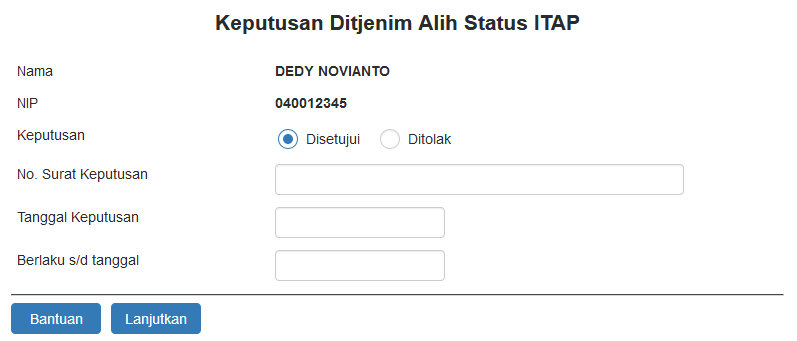 Keputusan Ditjenim Alih Status ITAP
Nama DEDY NOVIANTO
NIP 040012345
Keputusan Disetujui Ditolak
No. Surat Keputusan
Tanggal Keputusan
Berlaku s/d tanggal
Bantuan Lanjutkan